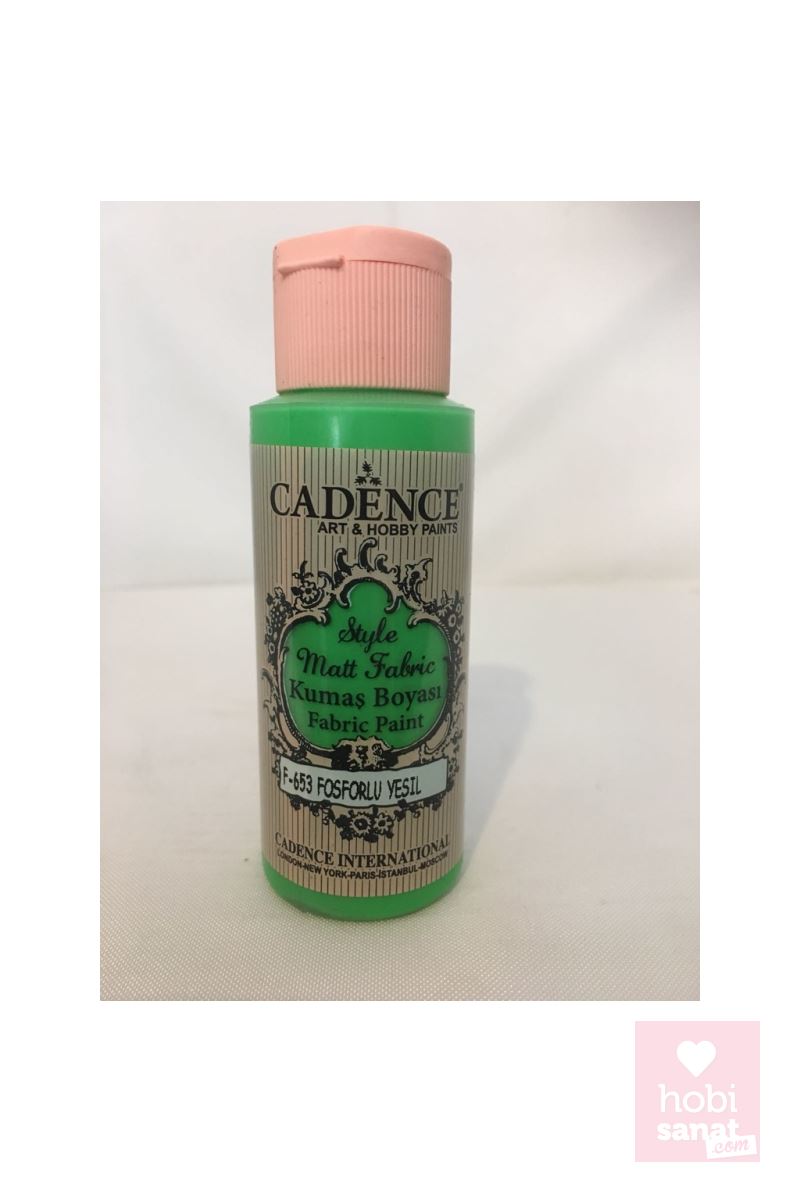 CADENCE®
ART & HOBBY PAINTS
Style
Matt Fabric
Kumaş Boyası
Fabric Paint
F-653 FOSFORLU YESIL
CADENCE INTERNATIONAL
LONDON-NEW YORK-PARIS-İSTANBUL-MOSCOW
hobi
sanat
.com